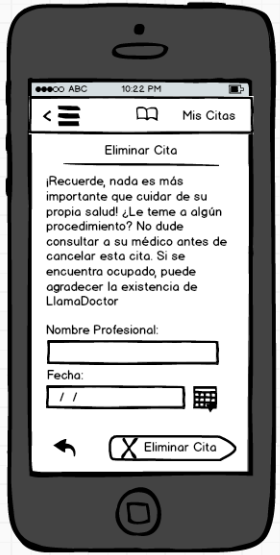 ABC 10:22 PM
< Mis Citas
Eliminar Cita
¡Recuerde, nada es más
importante que cuidar de su
propia salud! ¿Le teme a algún
procedimiento? No dude
consultar a su médico antes de
cancelar esta cita. Si se
encuentra ocupado, puede
agradecer la existencia de
LlamaDoctor
Nombre Profesional:
Fecha:
/ /
X Eliminar Cita